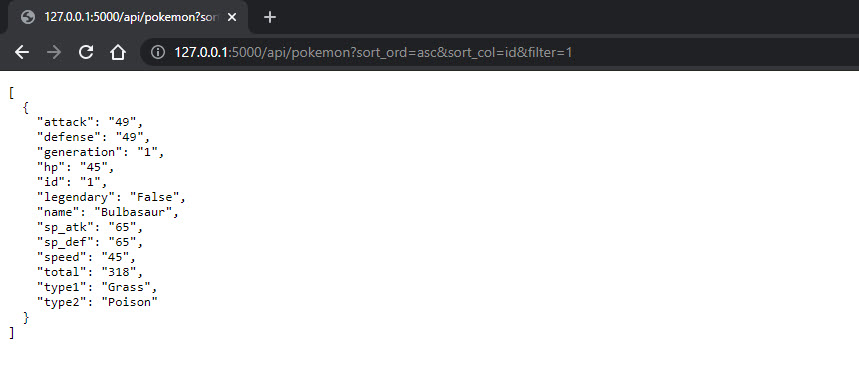 127.0.0.1:5000/api/pokemon?sor
127.0.0.1:5000/api/pokemon?sort_ord=asc&sort_col=id&filter=1
[
  {
    "attack": "49",
    "defense": "49",
    "generation": "1",
    "hp": "45",
    "id": "1",
    "legendary": "False",
    "name": "Bulbasaur",
    "sp_atk": "65",
    "sp_def": "65",
    "speed": "45",
    "total": "318",
    "type1": "Grass",
    "type2": "Poison"
  }
]